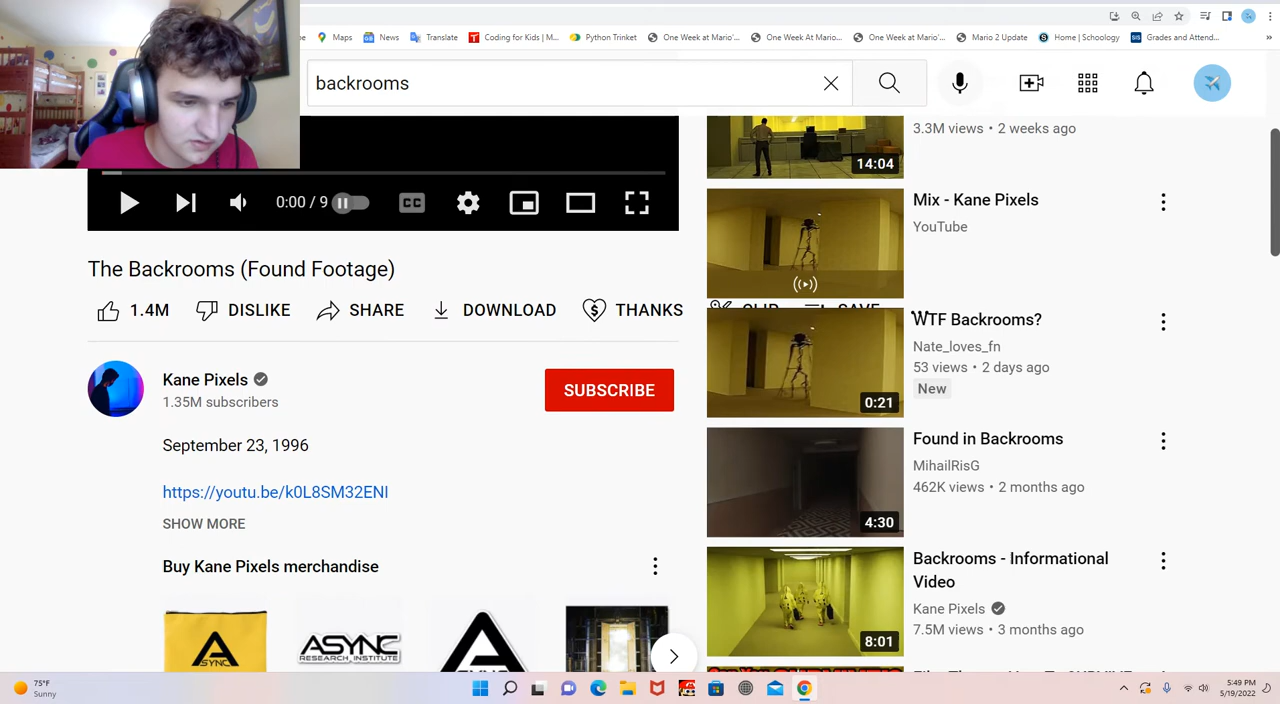 Maps
News
Translate
Coding for Kids | M...
Python Trinket
One Week at Mario'...
One Week At Mario...
One Week at Mario'...
Mario 2 Update
Home | Schoology
Grades and Attend...
»
backrooms
3.3M views • 2 weeks ago
14:04
0:00 / 9
CC
Mix - Kane Pixels
YouTube
The Backrooms (Found Footage)
1.4M
DISLIKE
SHARE
DOWNLOAD
THANKS
WTF Backrooms?
Nate_loves_fn
53 views • 2 days ago
New
0:21
Kane Pixels
1.35M subscribers
SUBSCRIBE
September 23, 1996
https://youtu.be/k0L8SM32ENI
SHOW MORE
Found in Backrooms
MihailRisG
462K views • 2 months ago
4:30
Buy Kane Pixels merchandise
Backrooms - Informational
Video
Kane Pixels
7.5M views • 3 months ago
8:01
ASYNC
ASYNC
RESEARCH INSTITUTE
75°F
Sunny
5:49 PM
5/19/2022